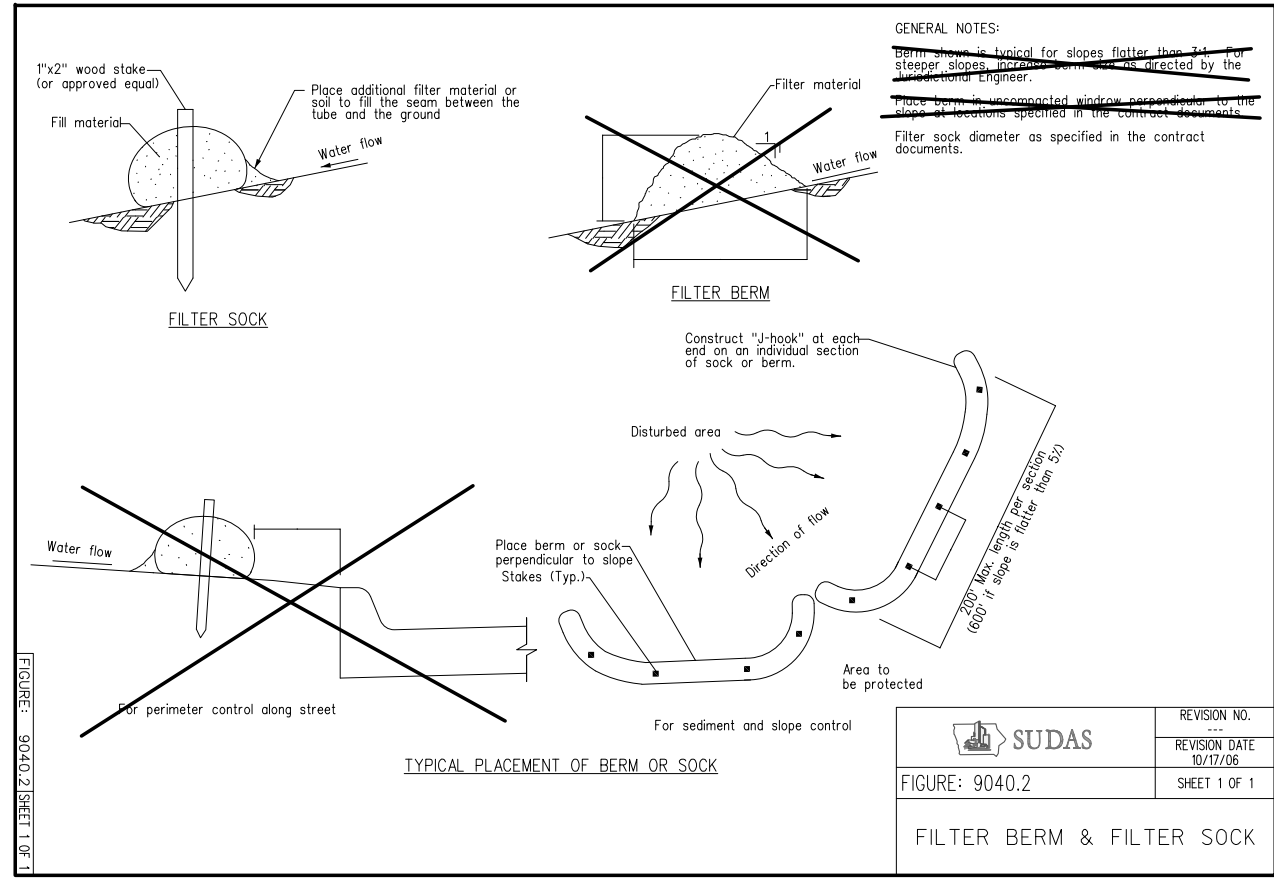 GENERAL NOTES:
Berm shown is typical for slopes flatter than 3:1. For
steeper slopes, increase berm size as directed by the
Jurisdictional Engineer.
Place berm in uncompacted windrow perpendicular to the
slope at locations specified in the contract documents.
Filter sock diameter as specified in the contract
documents.
1"x2" wood stake
(or approved equal)
Fill material
Place additional filter material or
soil to fill the seam between the
tube and the ground
Water flow
FILTER SOCK
Filter material
1
Water flow
FILTER BERM
Construct "J-hook" at each
end on an individual section
of sock or berm.
Disturbed area
Direction of flow
200' Max. length per section
(600' if slope is flatter than 5%)
Place berm or sock
perpendicular to slope
Stakes (Typ.)
Area to
be protected
For sediment and slope control
Water flow
For perimeter control along street
TYPICAL PLACEMENT OF BERM OR SOCK
FIGURE: 9040.2 SHEET 1 OF 1
SUDAS
REVISION NO.
---
REVISION DATE
10/17/06
FIGURE: 9040.2
SHEET 1 OF 1
FILTER BERM & FILTER SOCK